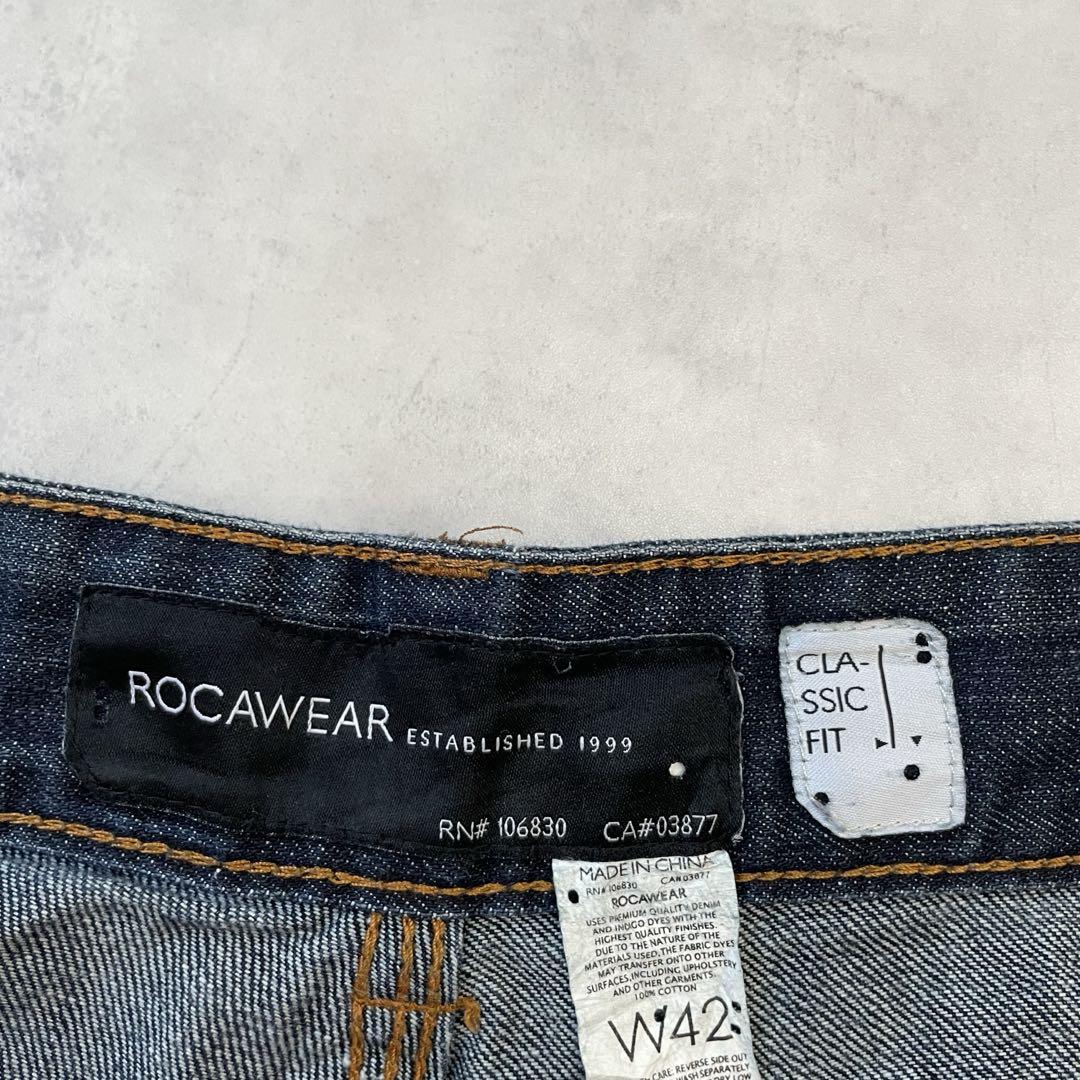 ROCAWEAR ESTABLISHED 1999
RN# 106830 CA#03877
CLA-
SSIC
FIT
MADE IN CHINA
RN# 106830 CA# 03877
ROCAWEAR
USES PREMIUM QUALITY DENIM
AND INDIGO DYES WITH THE
HIGHEST QUALITY FINISHES.
DUE TO THE NATURE OF THE
MATERIALS USED, THE FABRIC DYES
MAY TRANSFER ONTO OTHER
SURFACES, INCLUDING UPHOLSTERY
AND OTHER GARMENTS.
100% COTTON
W42
CARE: REVERSE SIDE OUT
WASH SEPARATELY
DRY LOW